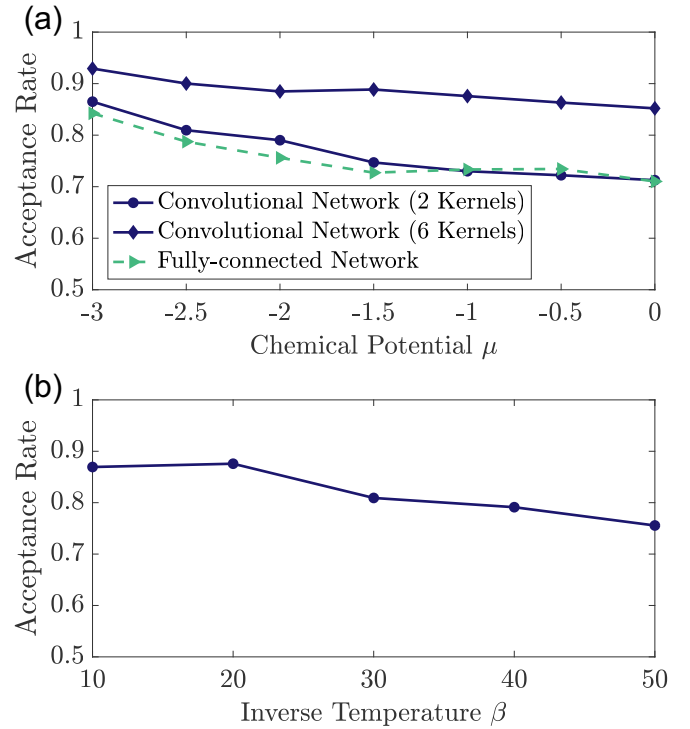 (a)
1
0.9
0.8
0.7
0.6
0.5
Acceptance Rate
Convolutional Network (2 Kernels)
Convolutional Network (6 Kernels)
Fully-connected Network
-3 -2.5 -2 -1.5 -1 -0.5 0
Chemical Potential μ
(b)
1
0.9
0.8
0.7
0.6
0.5
Acceptance Rate
10 20 30 40 50
Inverse Temperature β